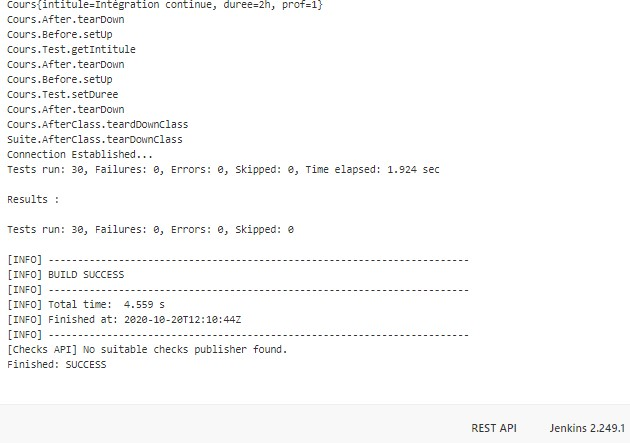 Cours{intitule=Intégration continue, duree=2h, prof=1}
Cours.After.tearDown
Cours.Before.setUp
Cours.Test.getIntitule
Cours.After.tearDown
Cours.Before.setUp
Cours.Test.setDuree
Cours.After.tearDown
Cours.AfterClass.teardDownClass
Suite.AfterClass.tearDownClass
Connection Established...
Tests run: 30, Failures: 0, Errors: 0, Skipped: 0, Time elapsed: 1.924 sec
Results :
Tests run: 30, Failures: 0, Errors: 0, Skipped: 0
[INFO] ------------------------------------------------------------------------
[INFO] BUILD SUCCESS
[INFO] ------------------------------------------------------------------------
[INFO] Total time:  4.559 s
[INFO] Finished at: 2020-10-20T12:10:44Z
[INFO] ------------------------------------------------------------------------
[Checks API] No suitable checks publisher found.
Finished: SUCCESS
REST API Jenkins 2.249.1